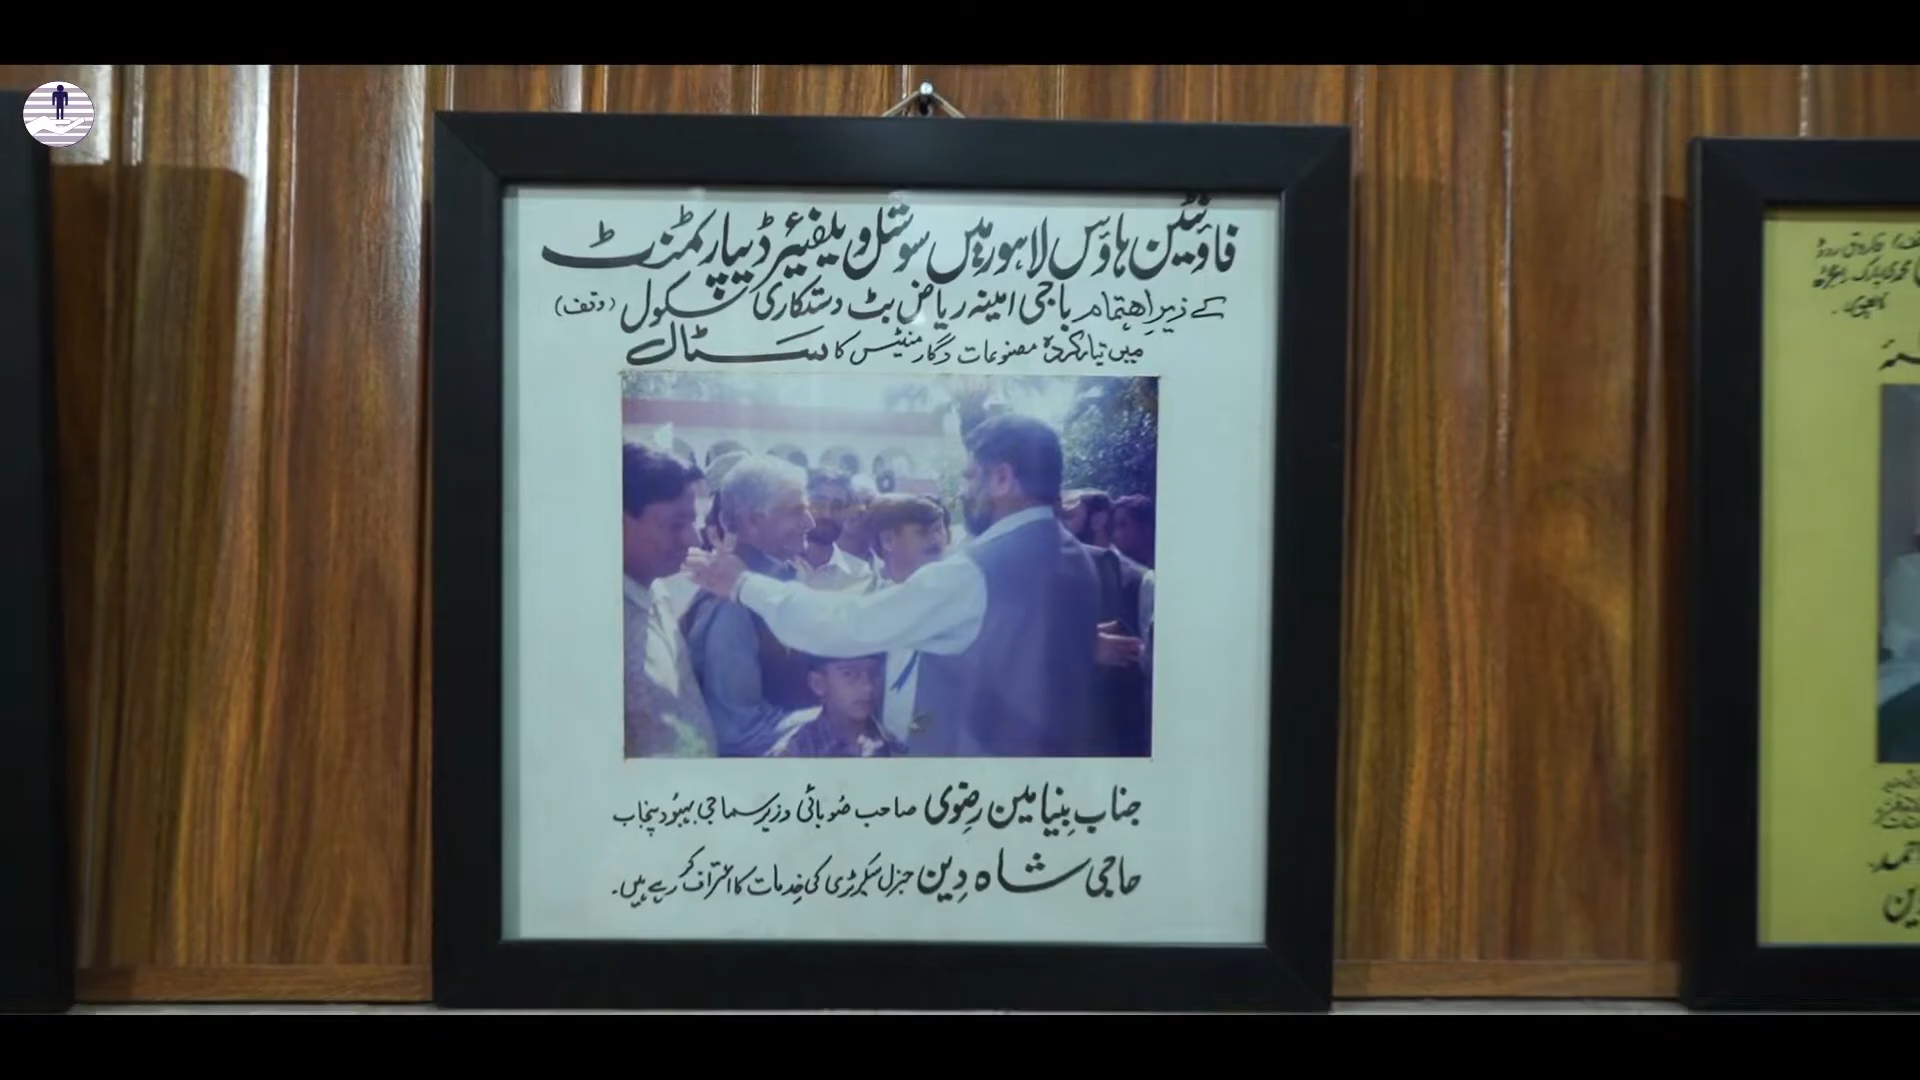 فاؤنٹین ہاؤس لاہور میں سوشل ویلفیئر ڈیپارٹمنٹ
کے زیرِ اہتمام باجی امینہ ریاض بٹ دستکاری سکول (وقف)
میں تیار کردہ مصنوعات و گارمنٹس کا سٹال
جناب بنیامین رضوی صاحب صوبائی وزیر سماجی بہبود پنجاب
حاجی شاہ دین جنرل سیکرٹری کی خدمات کا اعتراف کر رہے ہیں۔